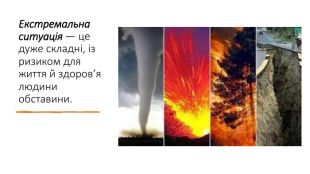 Екстремальна
ситуація — це
дуже складні, із
ризиком для
життя й здоров’я
людини
обставини.